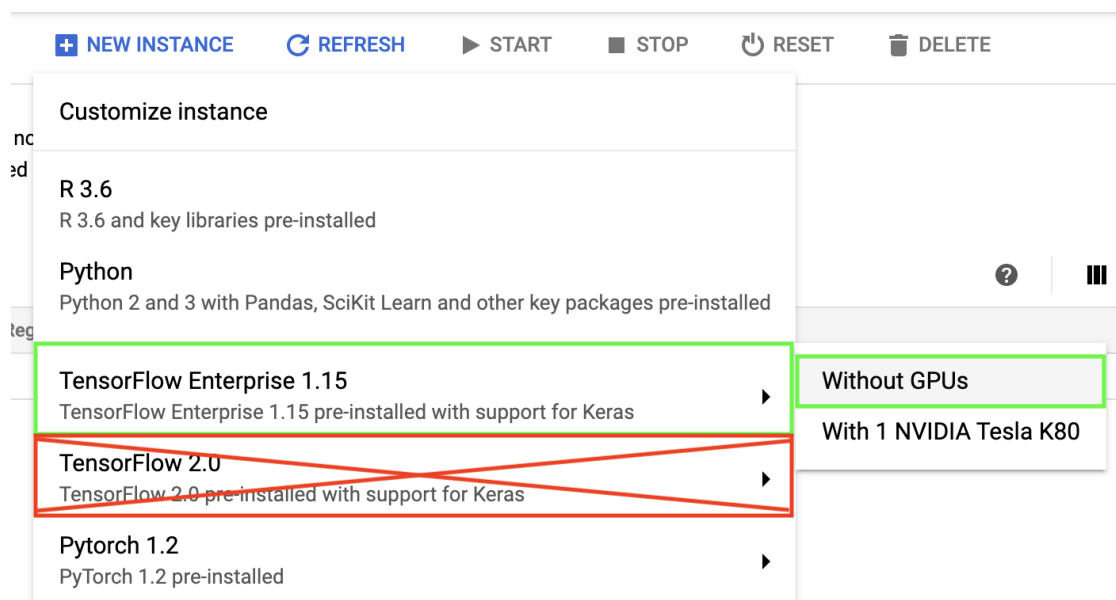 NEW INSTANCE REFRESH START STOP RESET DELETE
Customize instance
R 3.6
R 3.6 and key libraries pre-installed
Python
Python 2 and 3 with Pandas, SciKit Learn and other key packages pre-installed
TensorFlow Enterprise 1.15
TensorFlow Enterprise 1.15 pre-installed with support for Keras
Without GPUs
With 1 NVIDIA Tesla K80
TensorFlow 2.0
TensorFlow 2.0 pre-installed with support for Keras
Pytorch 1.2
PyTorch 1.2 pre-installed